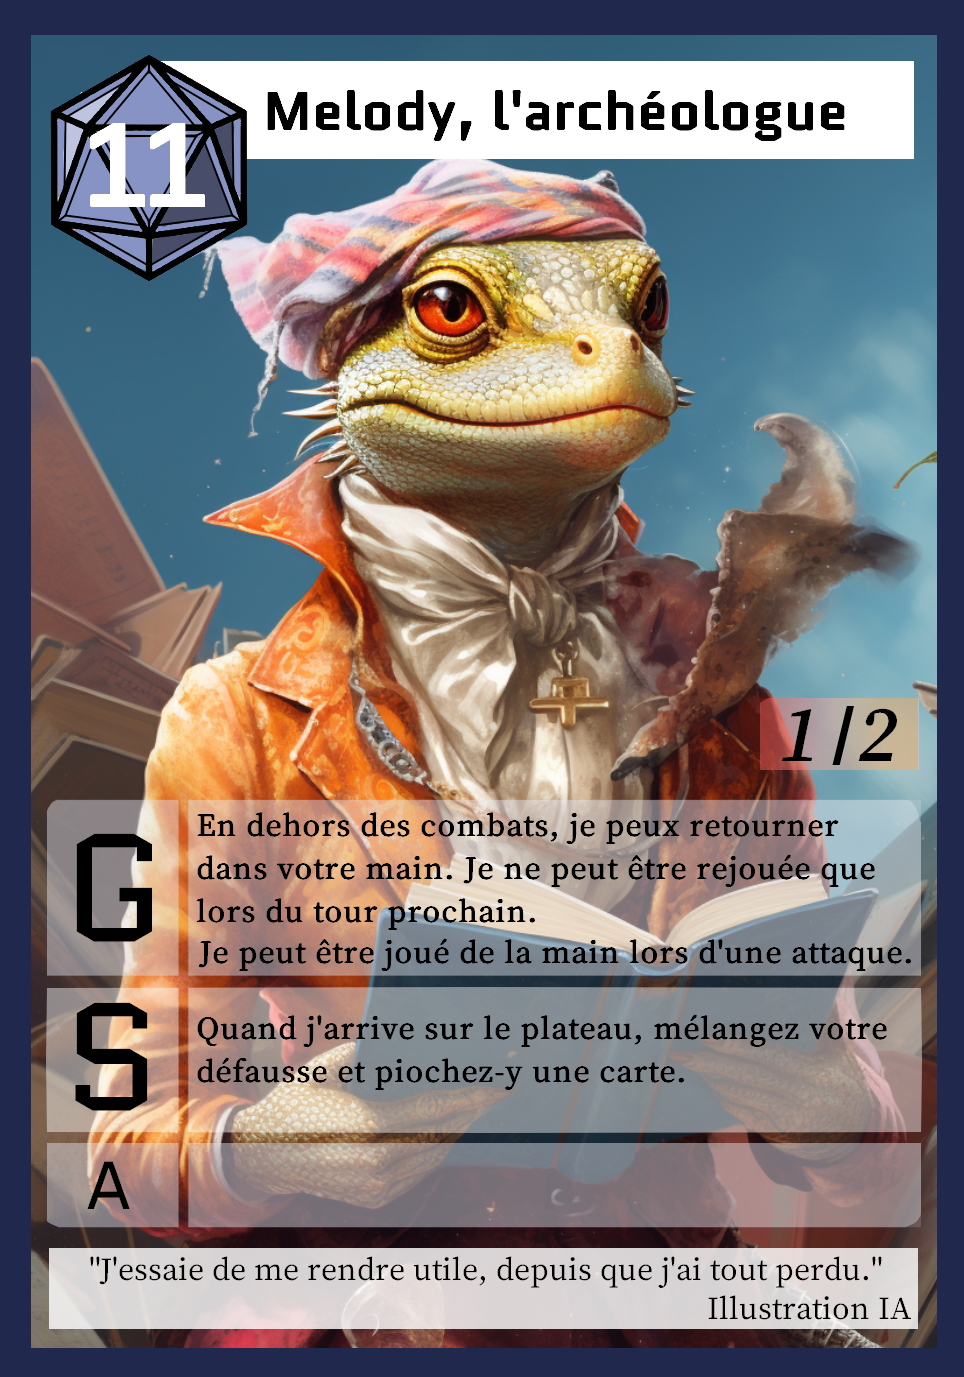 11
Melody, l'archéologue
1/2
G
En dehors des combats, je peux retourner
dans votre main. Je ne peut être rejouée que
lors du tour prochain.
Je peut être joué de la main lors d'une attaque.
S
Quand j'arrive sur le plateau, mélangez votre
défausse et piochez-y une carte.
A
"J'essaie de me rendre utile, depuis que j'ai tout perdu."
Illustration IA